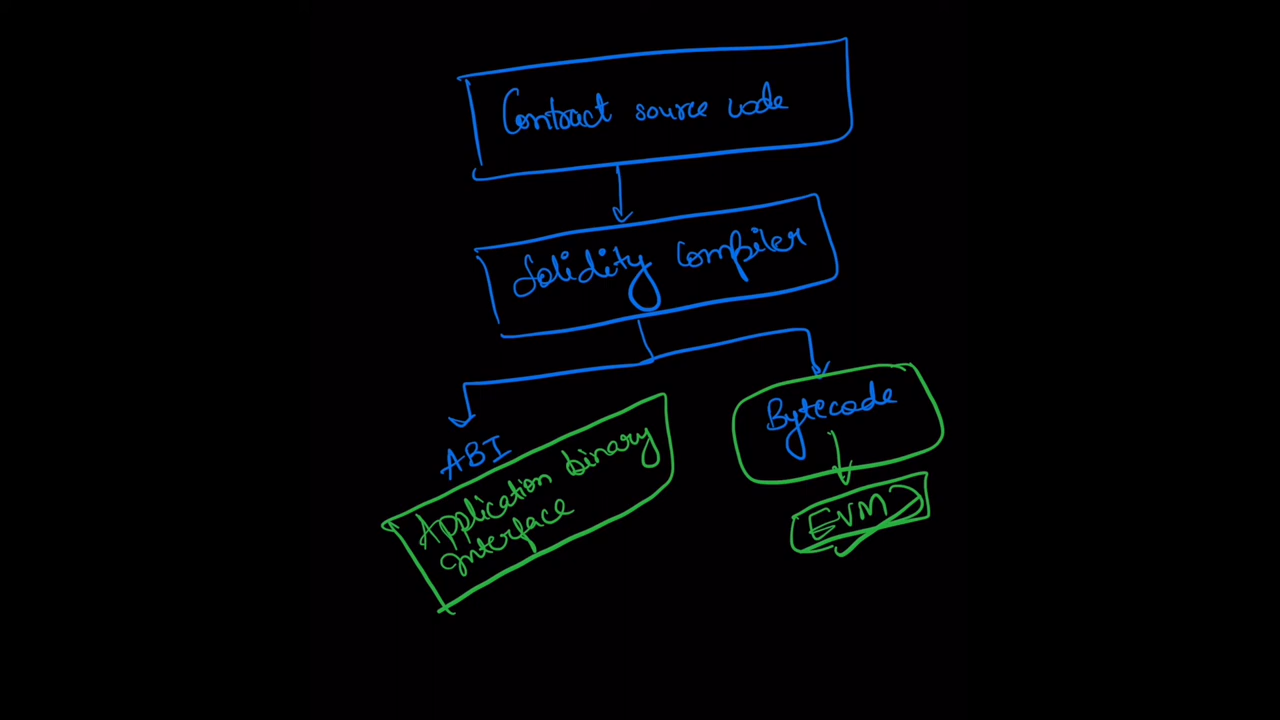 Contract source code
Solidity compiler
ABI
Application binary
Interface
Bytecode
EVM